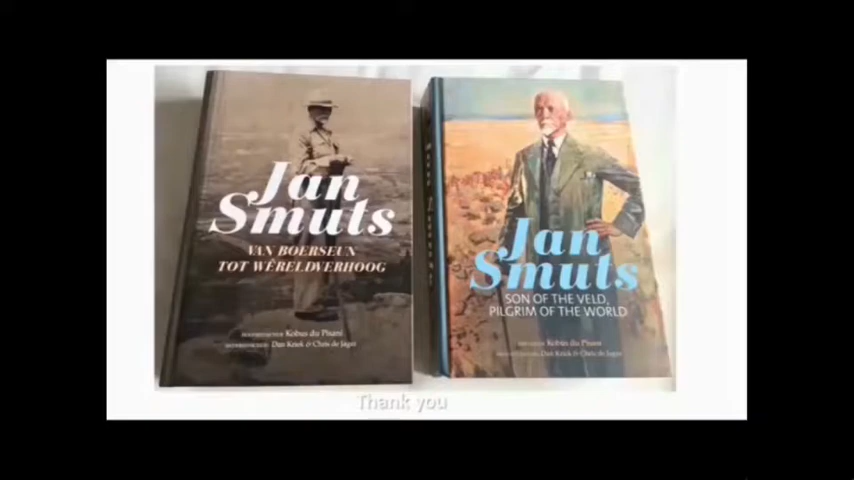 Jan
Smuts
VAN BOERSEUN
TOT WÊRELDVERHOOG
Kobus du Pisani
Dan Kriek & Chris de Jager
Jan
Smuts
SON OF THE VELD,
PILGRIM OF THE WORLD
Kobus du Pisani
Dan Kriek & Chris de Jager
Thank you